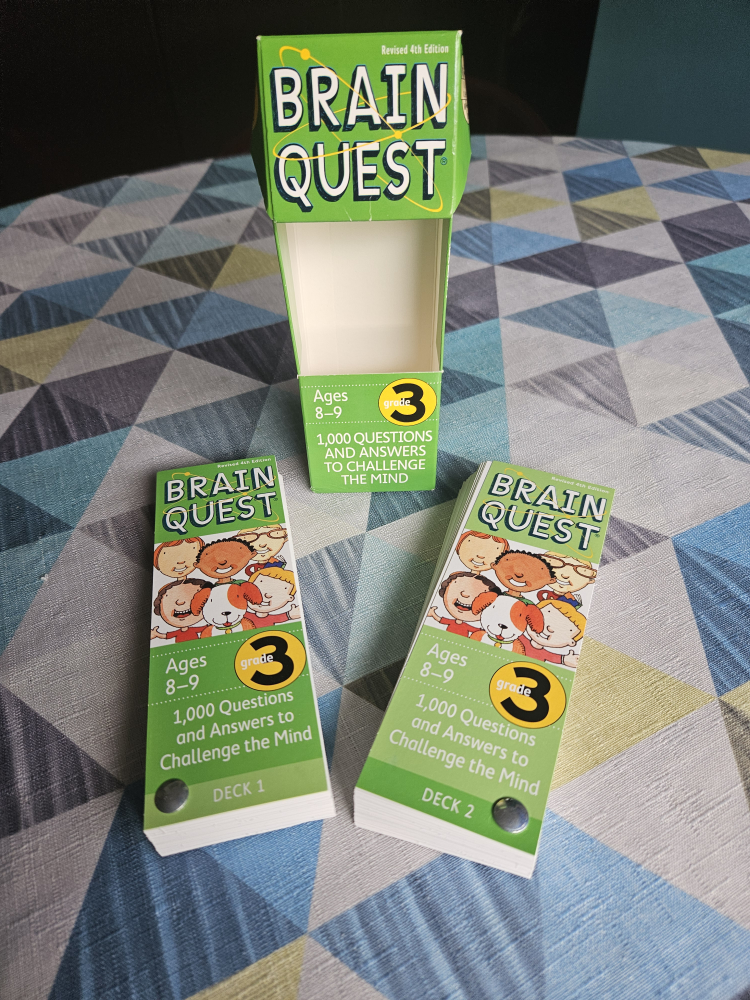 Revised 4th Edition
BRAIN
QUEST®
Ages
8–9
grade 3
1,000 QUESTIONS
AND ANSWERS
TO CHALLENGE
THE MIND
Revised 4th Edition
BRAIN
QUEST
Ages
8–9
grade 3
1,000 Questions
and Answers to
Challenge the Mind
DECK 1
Revised 4th Edition
BRAIN
QUEST
Ages
8–9
grade 3
1,000 Questions
and Answers to
Challenge the Mind
DECK 2